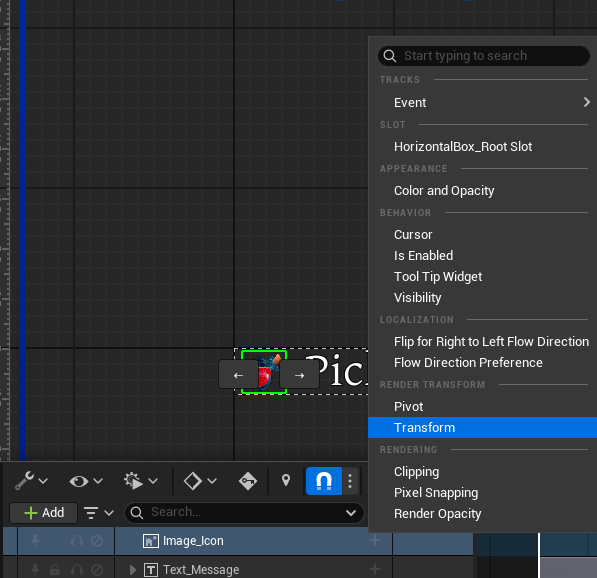 Start typing to search
TRACKS
Event
SLOT
HorizontalBox_Root Slot
APPEARANCE
Color and Opacity
BEHAVIOR
Cursor
Is Enabled
Tool Tip Widget
Visibility
LOCALIZATION
Flip for Right to Left Flow Direction
Flow Direction Preference
RENDER TRANSFORM
Pivot
Transform
RENDERING
Clipping
Pixel Snapping
Render Opacity
← → Pic
+ Add Search...
Image_Icon +
Text_Message +